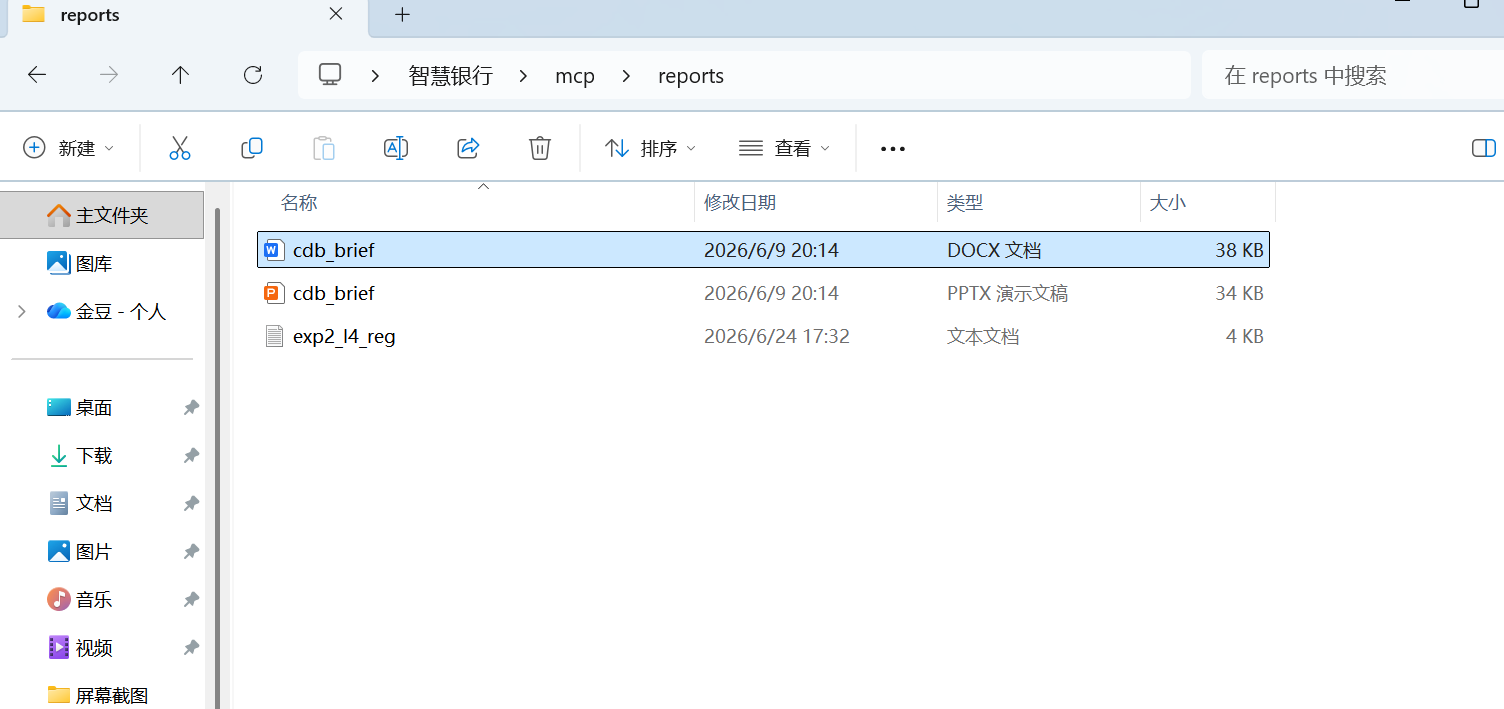 reports
智慧银行 mcp reports 在 reports 中搜索
新建 排序 查看
名称 修改日期 类型 大小
主文件夹
cdb_brief 2026/6/9 20:14 DOCX 文档 38 KB
图库
cdb_brief 2026/6/9 20:14 PPTX 演示文稿 34 KB
金豆 - 个人
exp2_l4_reg 2026/6/24 17:32 文本文档 4 KB
桌面
下载
文档
图片
音乐
视频
屏幕截图